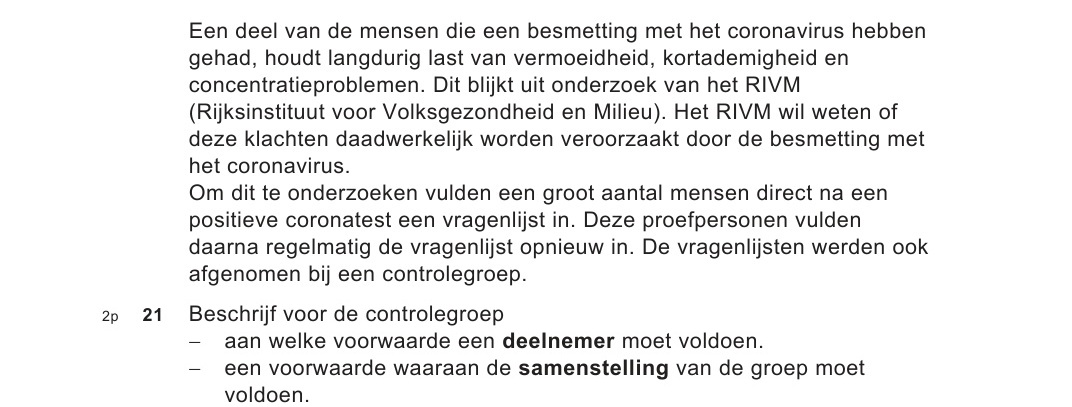 Een deel van de mensen die een besmetting met het coronavirus hebben
gehad, houdt langdurig last van vermoeidheid, kortademigheid en
concentratieproblemen. Dit blijkt uit onderzoek van het RIVM
(Rijksinstituut voor Volksgezondheid en Milieu). Het RIVM wil weten of
deze klachten daadwerkelijk worden veroorzaakt door de besmetting met
het coronavirus.
Om dit te onderzoeken vulden een groot aantal mensen direct na een
positieve coronatest een vragenlijst in. Deze proefpersonen vulden
daarna regelmatig de vragenlijst opnieuw in. De vragenlijsten werden ook
afgenomen bij een controlegroep.
2p 21 Beschrijf voor de controlegroep
– aan welke voorwaarde een deelnemer moet voldoen.
– een voorwaarde waaraan de samenstelling van de groep moet
voldoen.